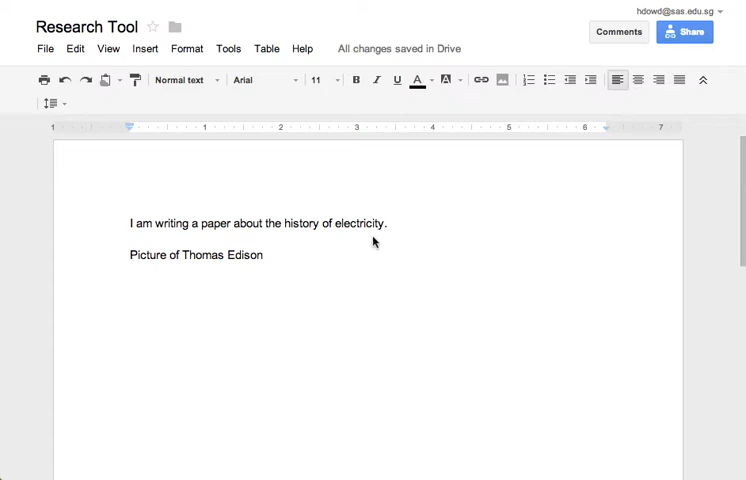 hdowd@sas.edu.sg
Research Tool
Comments
Share
File Edit View Insert Format Tools Table Help All changes saved in Drive
Normal text Arial 11 B I U A A
1 1 2 3 4 5 6 7
I am writing a paper about the history of electricity.
Picture of Thomas Edison